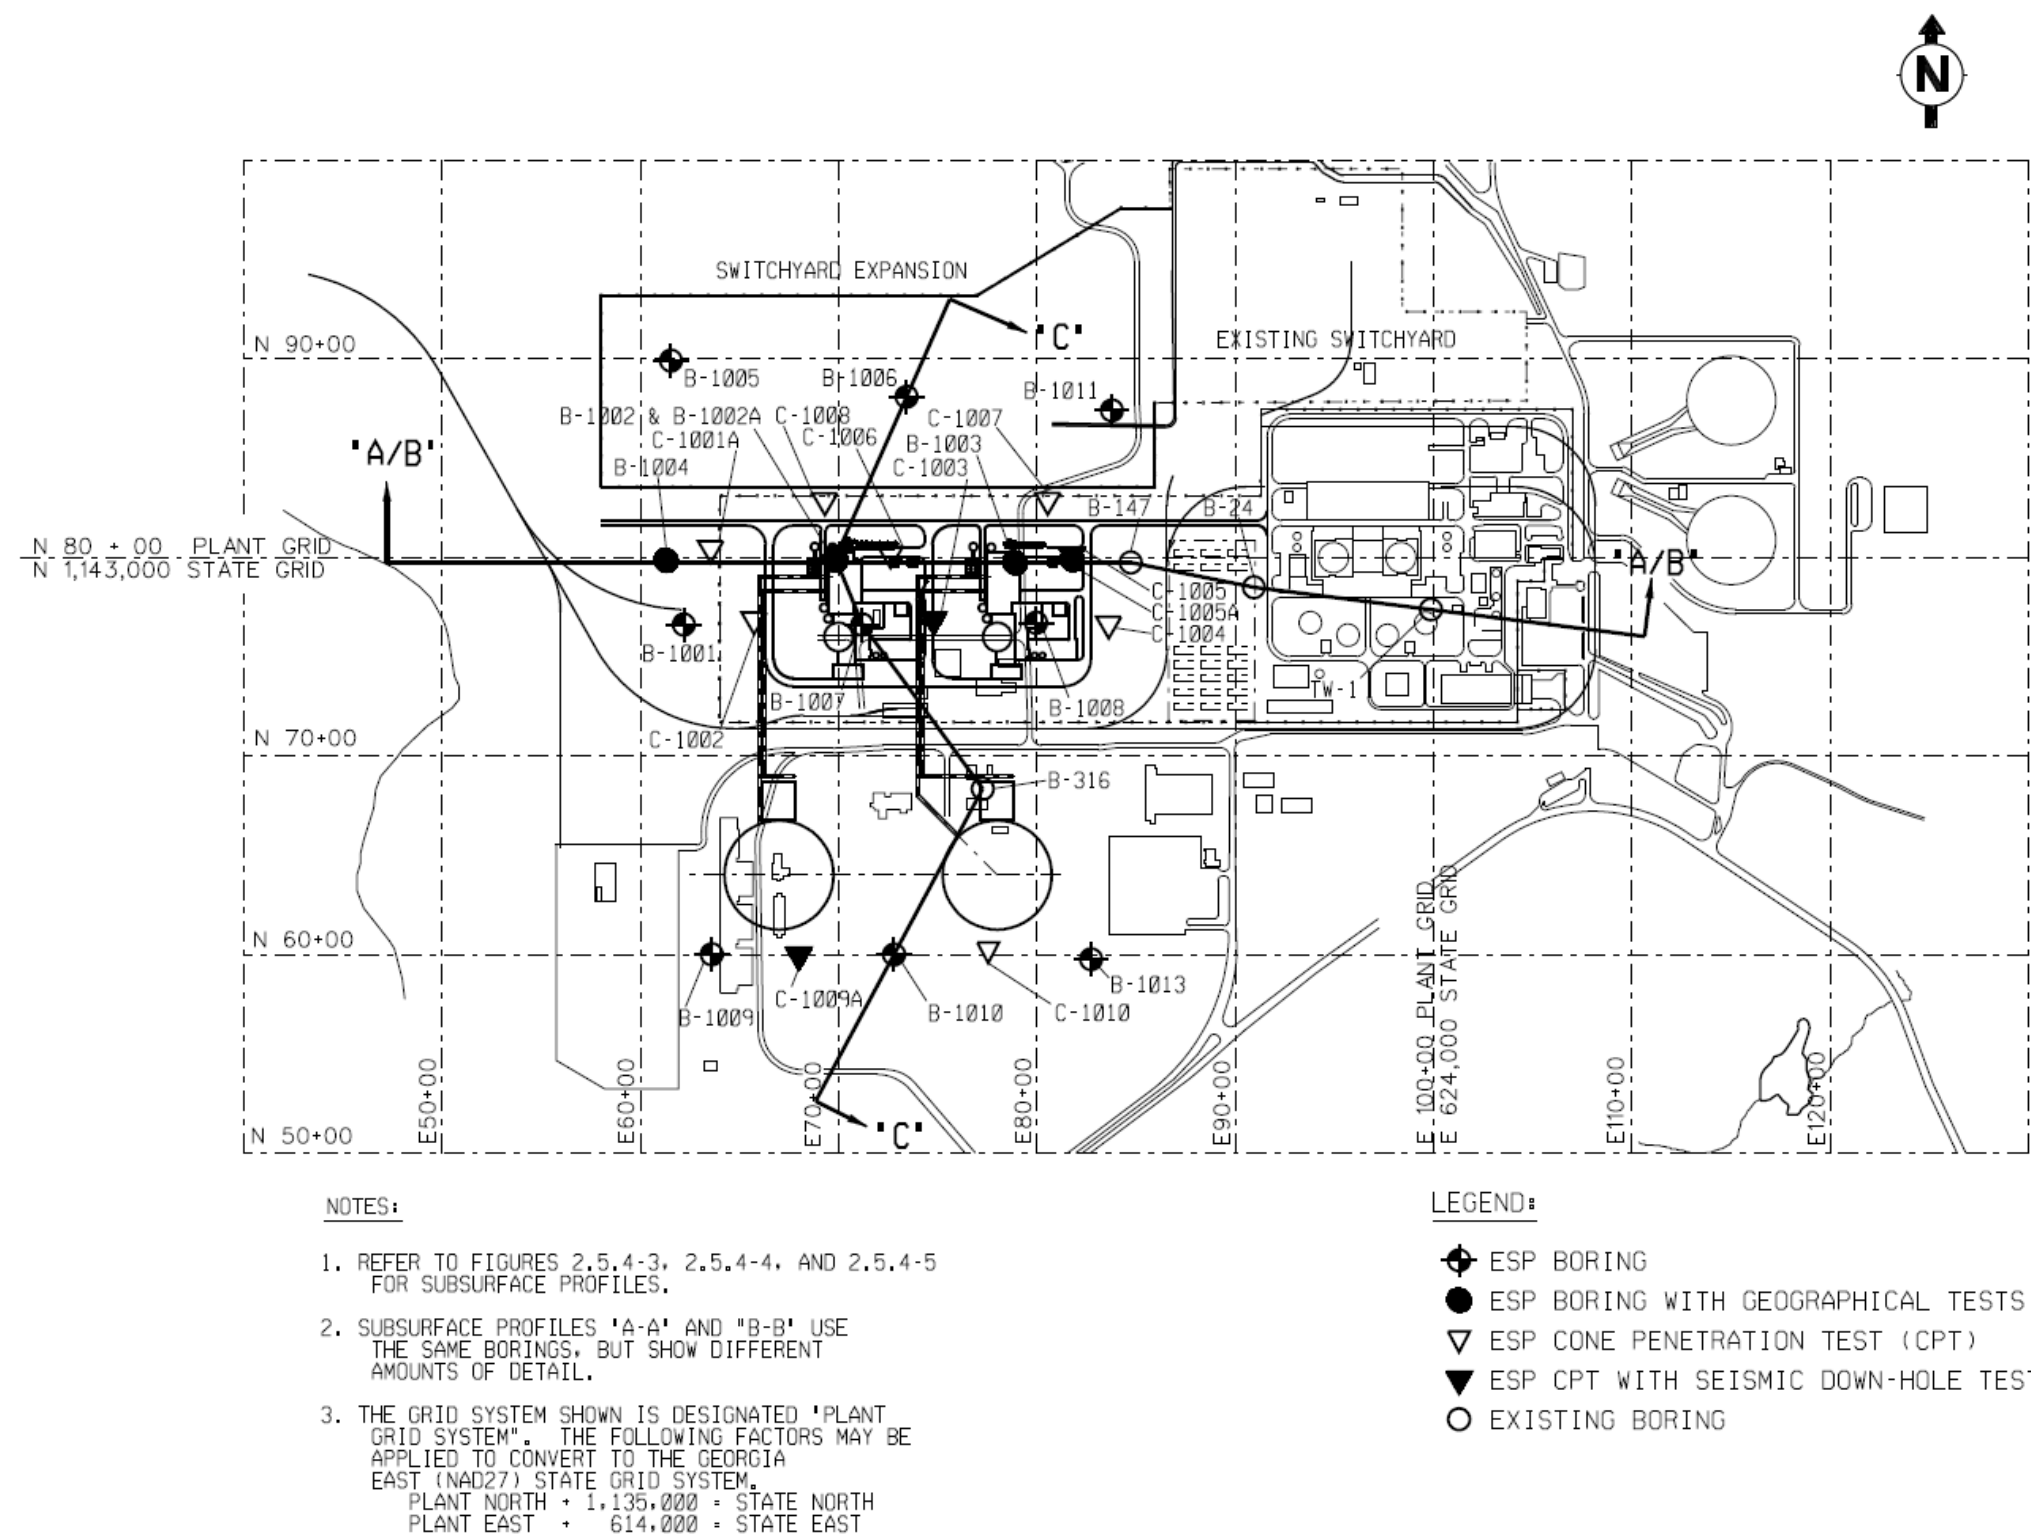 N
SWITCHYARD EXPANSION
"C"
EXISTING SWITCHYARD
N 90+00
B-1005
B-1006
B-1011
B-1002 & B-1002A
C-1008
C-1007
C-1001A
C-1006
B-1003
"A/B"
B-1004
C-1003
B-147
B-24
N 80 + 00 PLANT GRID
N 1,143,000 STATE GRID
"A/B"
C-1005
C-1005A
C-1004
B-1001
TW-1
B-1007
B-1008
N 70+00
C-1002
B-316
N 60+00
B-1009
C-1009A
B-1010
C-1010
B-1013
E50+00
E60+00
E70+00
E80+00
E90+00
E 100+00 PLANT GRID
E 624,000 STATE GRID
E110+00
E120+00
N 50+00
"C"
NOTES:
1. REFER TO FIGURES 2.5.4-3, 2.5.4-4, AND 2.5.4-5
FOR SUBSURFACE PROFILES.
2. SUBSURFACE PROFILES 'A-A' AND "B-B' USE
THE SAME BORINGS, BUT SHOW DIFFERENT
AMOUNTS OF DETAIL.
3. THE GRID SYSTEM SHOWN IS DESIGNATED 'PLANT
GRID SYSTEM". THE FOLLOWING FACTORS MAY BE
APPLIED TO CONVERT TO THE GEORGIA
EAST (NAD27) STATE GRID SYSTEM.
PLANT NORTH + 1,135,000 = STATE NORTH
PLANT EAST + 614,000 = STATE EAST
LEGEND:
ESP BORING
ESP BORING WITH GEOGRAPHICAL TESTS
ESP CONE PENETRATION TEST (CPT)
ESP CPT WITH SEISMIC DOWN-HOLE TES
EXISTING BORING